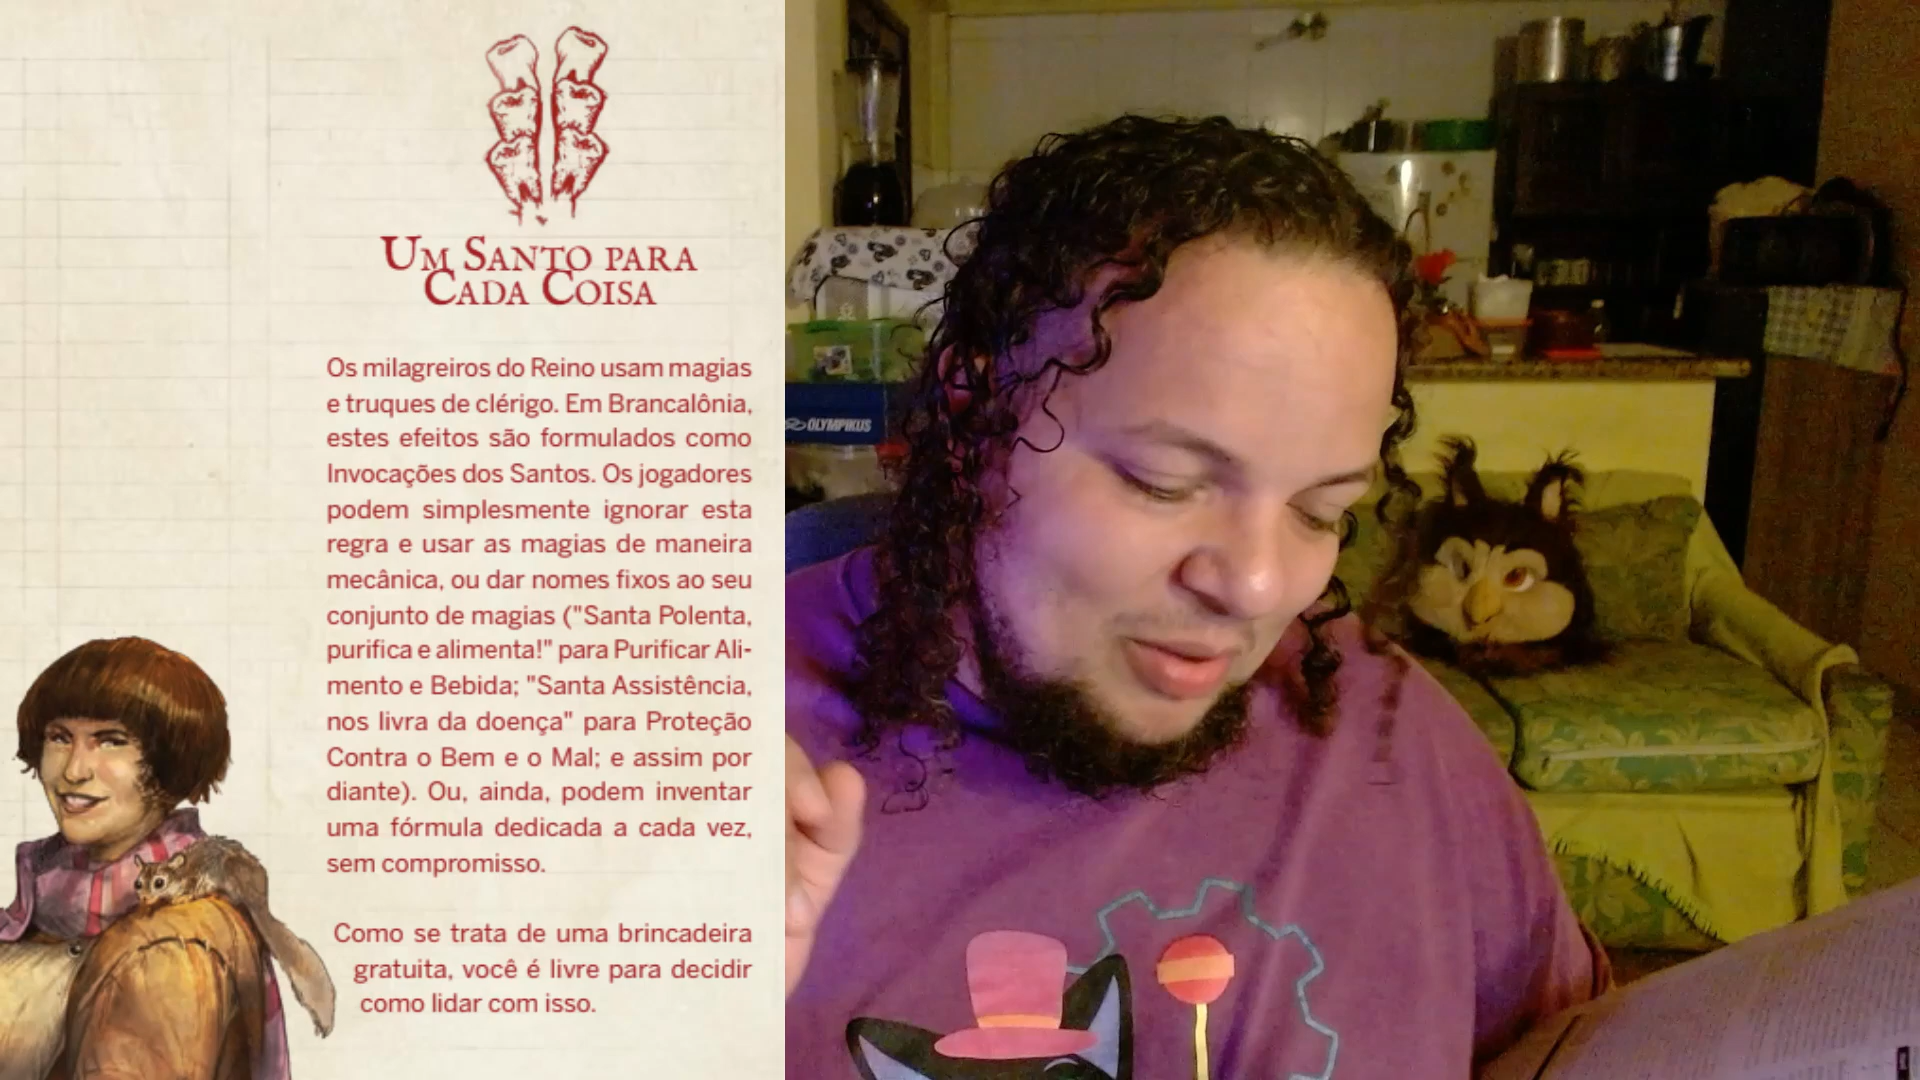 Um Santo para
Cada Coisa
Os milagreiros do Reino usam magias
e truques de clérigo. Em Brancalônia,
estes efeitos são formulados como
Invocações dos Santos. Os jogadores
podem simplesmente ignorar esta
regra e usar as magias de maneira
mecânica, ou dar nomes fixos ao seu
conjunto de magias ("Santa Polenta,
purifica e alimenta!" para Purificar Ali-
mento e Bebida; "Santa Assistência,
nos livra da doença" para Proteção
Contra o Bem e o Mal; e assim por
diante). Ou, ainda, podem inventar
uma fórmula dedicada a cada vez,
sem compromisso.
Como se trata de uma brincadeira
gratuita, você é livre para decidir
como lidar com isso.
OLYMPIKUS